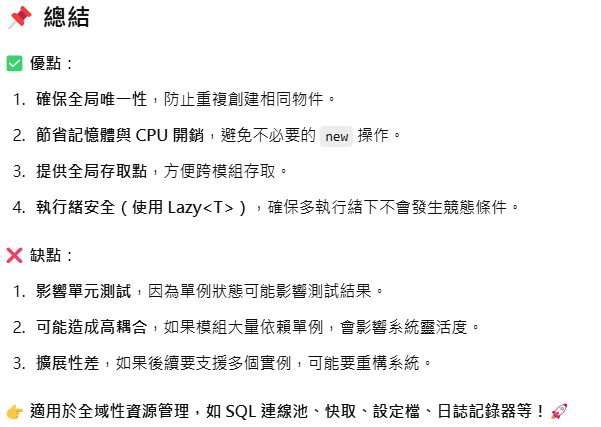 📌 總結
✅ 優點：
1. 確保全局唯一性，防止重複創建相同物件。
2. 節省記憶體與 CPU 開銷，避免不必要的 new 操作。
3. 提供全局存取點，方便跨模組存取。
4. 執行緒安全（使用 Lazy<T>），確保多執行緒下不會發生競態條件。
❌ 缺點：
1. 影響單元測試，因為單例狀態可能影響測試結果。
2. 可能造成高耦合，如果模組大量依賴單例，會影響系統靈活度。
3. 擴展性差，如果後續要支援多個實例，可能要重構系統。
👉 適用於全域性資源管理，如 SQL 連線池、快取、設定檔、日誌記錄器等！🚀